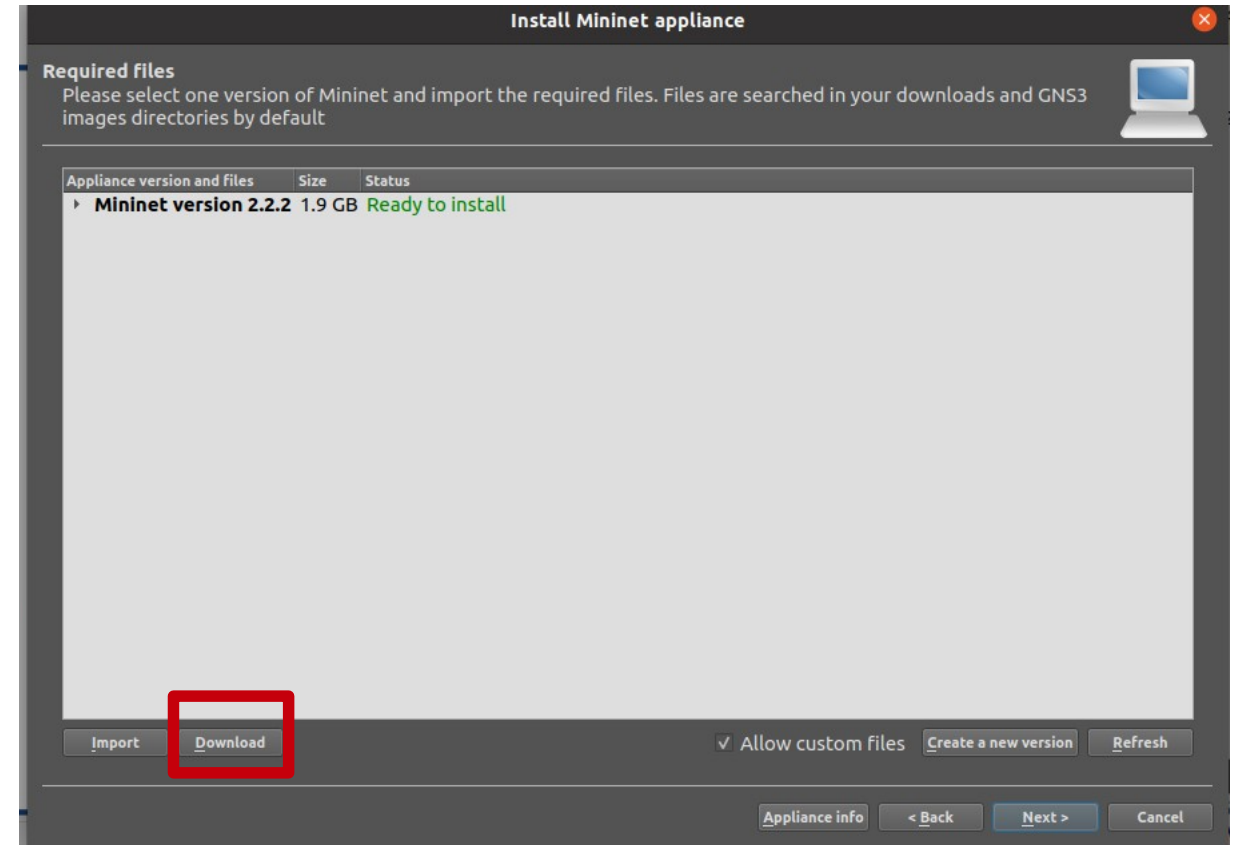 Install Mininet appliance
Required files
Please select one version of Mininet and import the required files. Files are searched in your downloads and GNS3
images directories by default
Appliance version and files Size Status
Mininet version 2.2.2 1.9 GB Ready to install
Import Download Allow custom files Create a new version Refresh
Appliance info < Back Next > Cancel